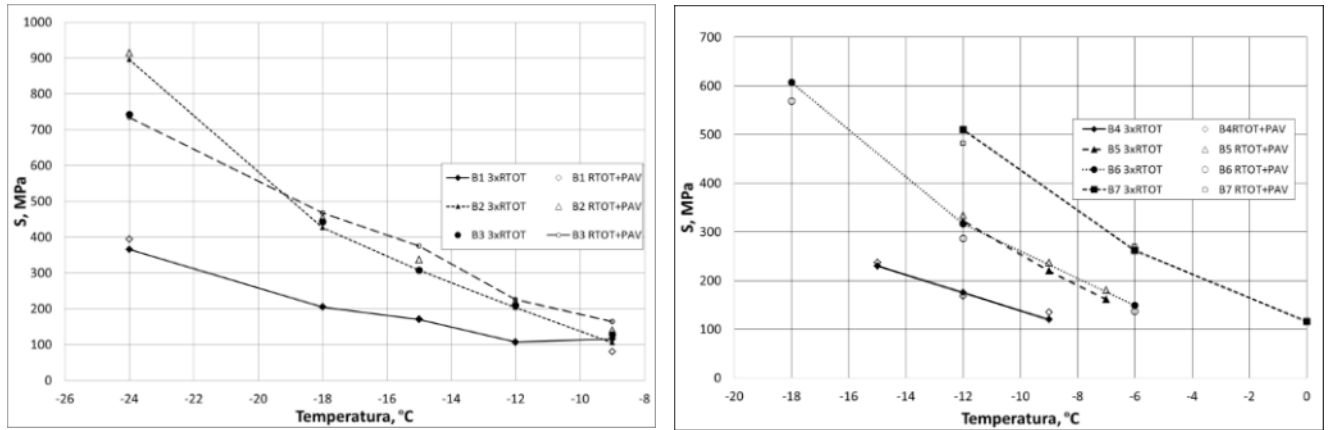 1000
900
800
700
600
500
400
300
200
100
0
S, MPa
-26 -24 -22 -20 -18 -16 -14 -12 -10 -8
Temperatura, °C
B1 3xRTOT B1 RTOT+PAV
B2 3xRTOT B2 RTOT+PAV
B3 3xRTOT B3 RTOT+PAV
700
600
500
400
300
200
100
0
S, MPa
-20 -18 -16 -14 -12 -10 -8 -6 -4 -2 0
Temperatura, °C
B4 3xRTOT B4RTOT+PAV
B5 3xRTOT B5 RTOT+PAV
B6 3xRTOT B6 RTOT+PAV
B7 3xRTOT B7 RTOT+PAV